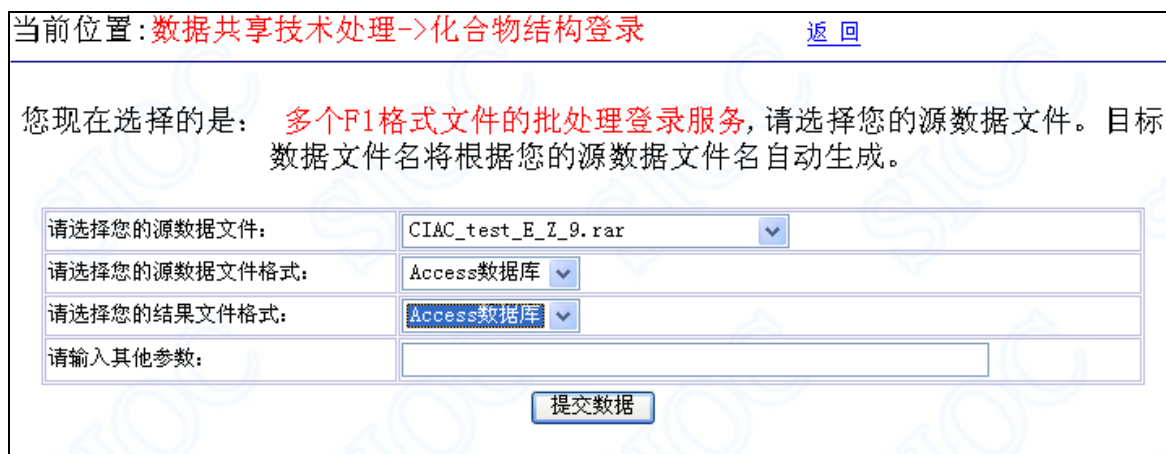 当前位置:数据共享技术处理->化合物结构登录 返 回
您现在选择的是： 多个F1格式文件的批处理登录服务,请选择您的源数据文件。目标
数据文件名将根据您的源数据文件名自动生成。
请选择您的源数据文件： CIAC_test_E_Z_9.rar
请选择您的源数据文件格式： Access数据库
请选择您的结果文件格式： Access数据库
请输入其他参数：
提交数据
SIOC